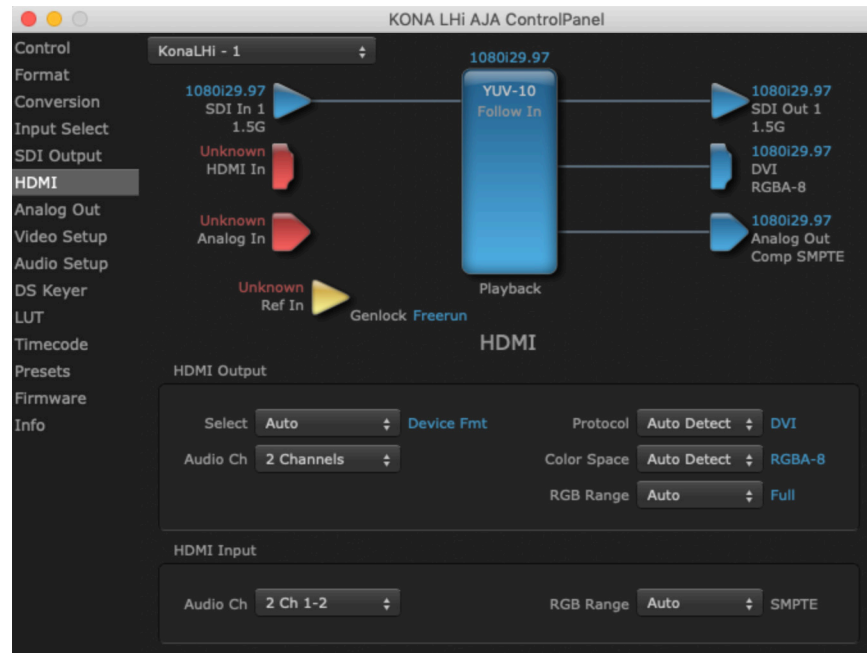 KONA LHi AJA ControlPanel
Control
Format
Conversion
Input Select
SDI Output
HDMI
Analog Out
Video Setup
Audio Setup
DS Keyer
LUT
Timecode
Presets
Firmware
Info
KonaLHi - 1
1080i29.97
1080i29.97
SDI In 1
1.5G
YUV-10
Follow In
1080i29.97
SDI Out 1
1.5G
Unknown
HDMI In
1080i29.97
DVI
RGBA-8
Unknown
Analog In
1080i29.97
Analog Out
Comp SMPTE
Unknown
Ref In
Genlock Freerun
Playback
HDMI
HDMI Output
Select Auto Device Fmt Protocol Auto Detect DVI
Audio Ch 2 Channels Color Space Auto Detect RGBA-8
RGB Range Auto Full
HDMI Input
Audio Ch 2 Ch 1-2 RGB Range Auto SMPTE